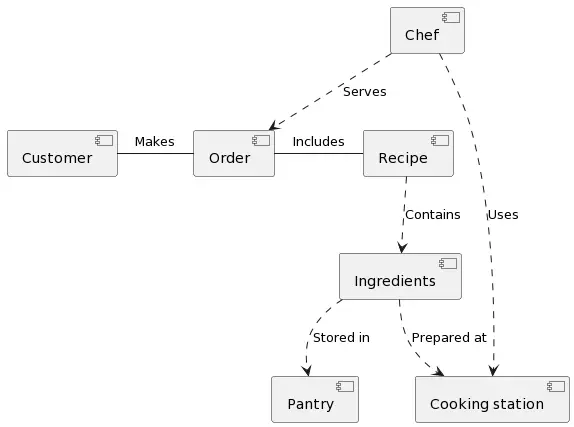 Chef
Serves
Customer
Makes
Order
Includes
Recipe
Contains
Uses
Ingredients
Stored in
Prepared at
Pantry
Cooking station